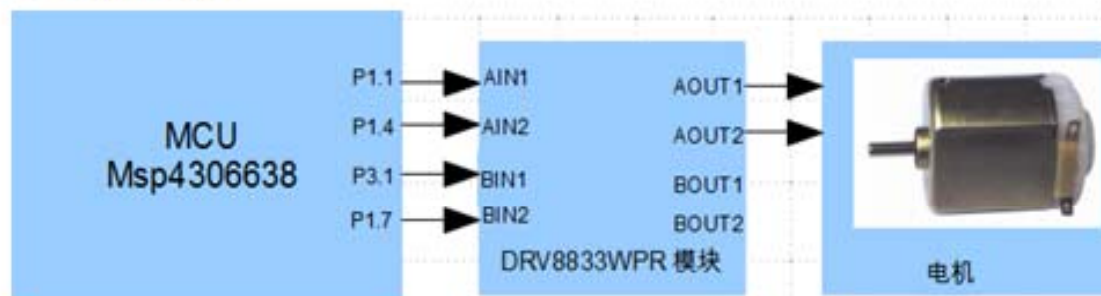 MCU
Msp4306638
P1.1
P1.4
P3.1
P1.7
AIN1
AIN2
BIN1
BIN2
AOUT1
AOUT2
BOUT1
BOUT2
DRV8833WPR 模块
电机